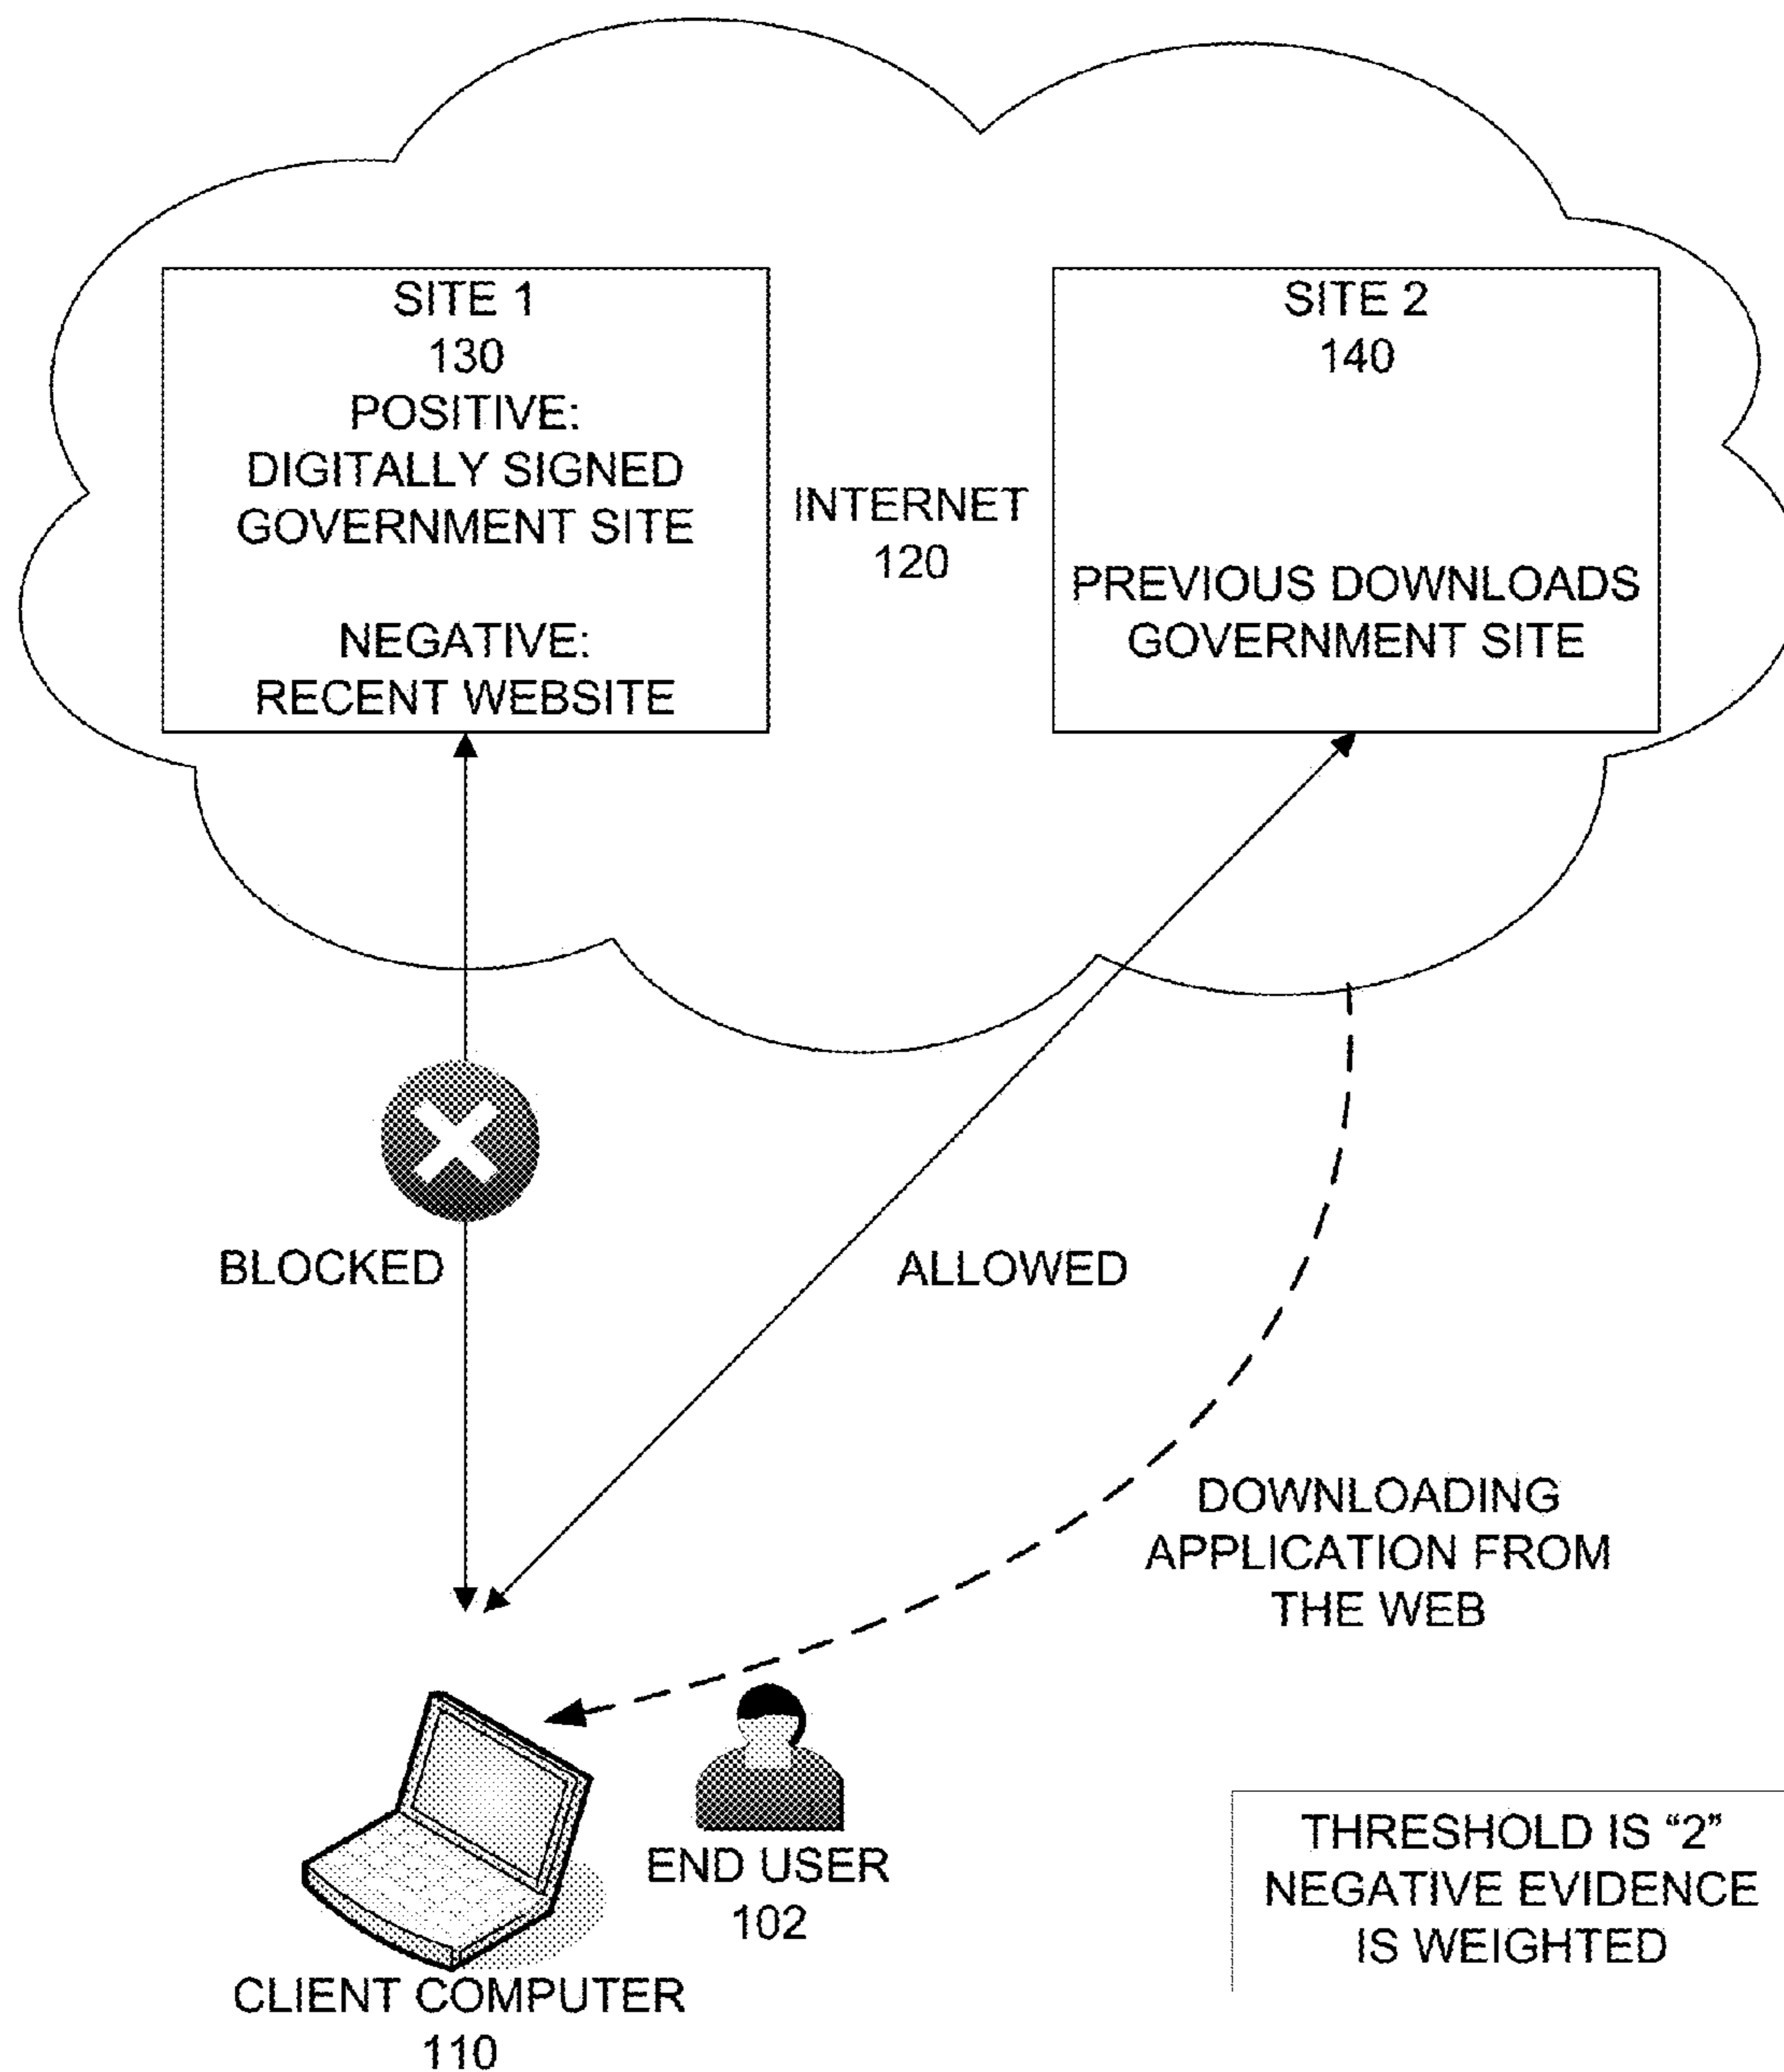 SITE 1
130
POSITIVE:
DIGITALLY SIGNED
GOVERNMENT SITE
NEGATIVE:
RECENT WEBSITE
INTERNET
120
SITE 2
140
PREVIOUS DOWNLOADS
GOVERNMENT SITE
BLOCKED
ALLOWED
DOWNLOADING
APPLICATION FROM
THE WEB
END USER
102
CLIENT COMPUTER
110
THRESHOLD IS “2”
NEGATIVE EVIDENCE
IS WEIGHTED